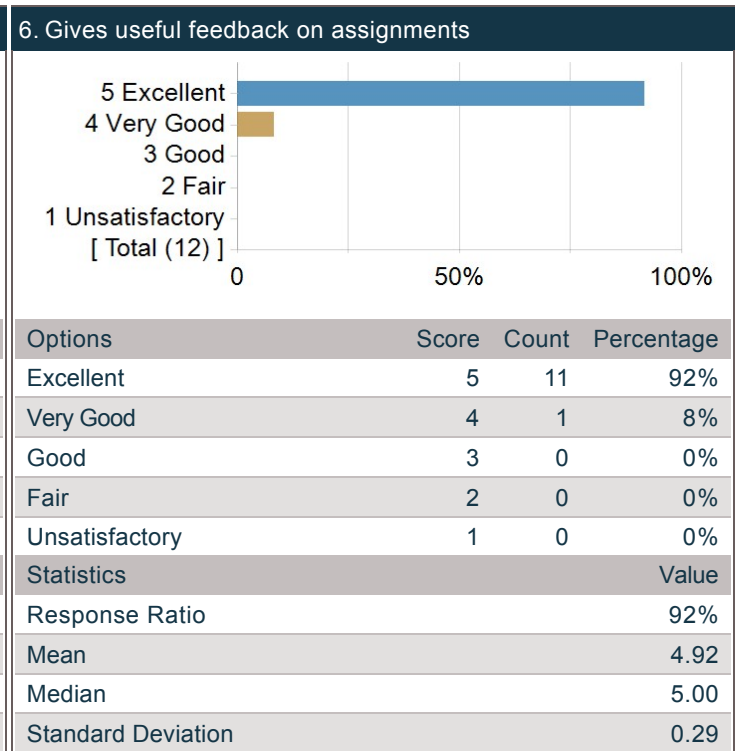 6. Gives useful feedback on assignments
5 Excellent
4 Very Good
3 Good
2 Fair
1 Unsatisfactory
[ Total (12) ]
0 50% 100%
Options Score Count Percentage
Excellent 5 11 92%
Very Good 4 1 8%
Good 3 0 0%
Fair 2 0 0%
Unsatisfactory 1 0 0%
Statistics Value
Response Ratio 92%
Mean 4.92
Median 5.00
Standard Deviation 0.29